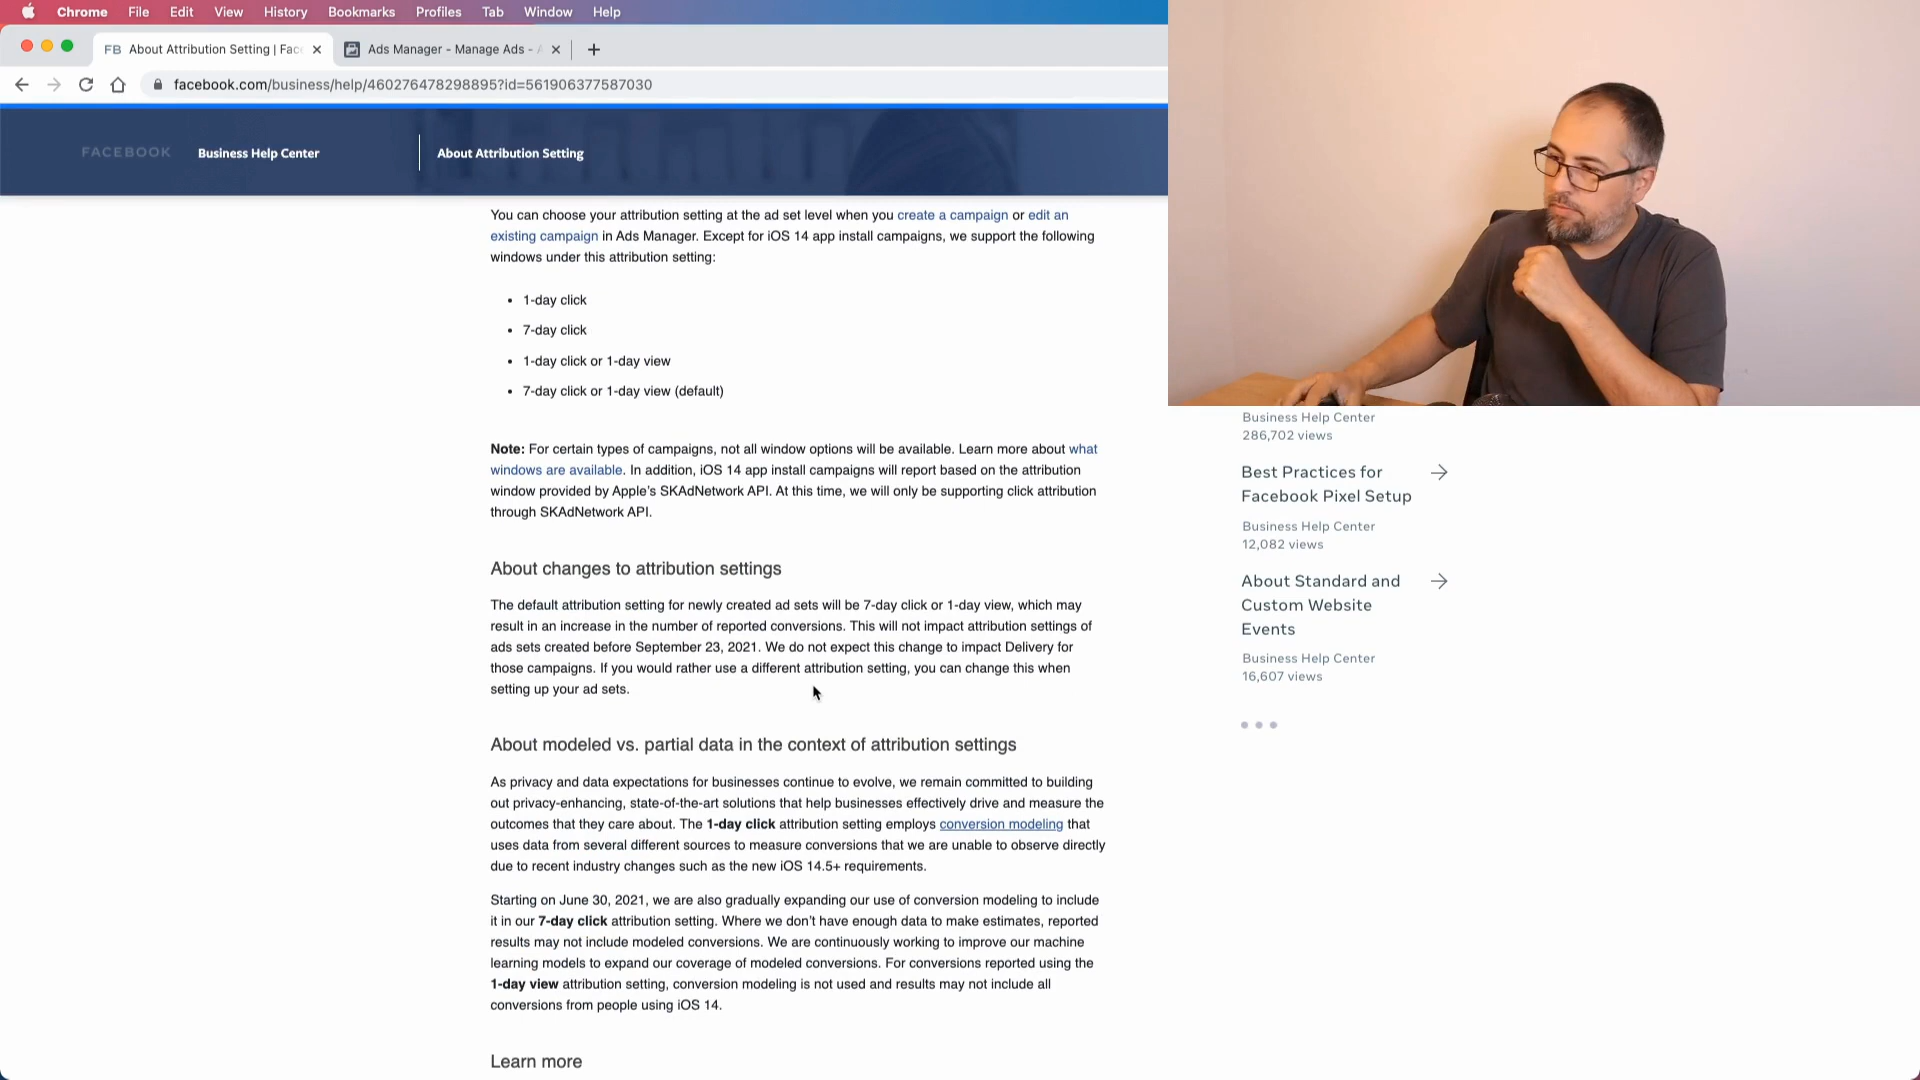 Chrome File Edit View History Bookmarks Profiles Tab Window Help
FB About Attribution Setting | Fac
Ads Manager - Manage Ads -
facebook.com/business/help/460276478298895?id=561906377587030
FACEBOOK
Business Help Center
About Attribution Setting
You can choose your attribution setting at the ad set level when you create a campaign or edit an
existing campaign in Ads Manager. Except for iOS 14 app install campaigns, we support the following
windows under this attribution setting:
• 1-day click
• 7-day click
• 1-day click or 1-day view
• 7-day click or 1-day view (default)
Note: For certain types of campaigns, not all window options will be available. Learn more about what
windows are available. In addition, iOS 14 app install campaigns will report based on the attribution
window provided by Apple's SKAdNetwork API. At this time, we will only be supporting click attribution
through SKAdNetwork API.
About changes to attribution settings
The default attribution setting for newly created ad sets will be 7-day click or 1-day view, which may
result in an increase in the number of reported conversions. This will not impact attribution settings of
ads sets created before September 23, 2021. We do not expect this change to impact Delivery for
those campaigns. If you would rather use a different attribution setting, you can change this when
setting up your ad sets.
About modeled vs. partial data in the context of attribution settings
As privacy and data expectations for businesses continue to evolve, we remain committed to building
out privacy-enhancing, state-of-the-art solutions that help businesses effectively drive and measure the
outcomes that they care about. The 1-day click attribution setting employs conversion modeling that
uses data from several different sources to measure conversions that we are unable to observe directly
due to recent industry changes such as the new iOS 14.5+ requirements.
Starting on June 30, 2021, we are also gradually expanding our use of conversion modeling to include
it in our 7-day click attribution setting. Where we don't have enough data to make estimates, reported
results may not include modeled conversions. We are continuously working to improve our machine
learning models to expand our coverage of modeled conversions. For conversions reported using the
1-day view attribution setting, conversion modeling is not used and results may not include all
conversions from people using iOS 14.
Learn more
Business Help Center
286,702 views
Best Practices for
Facebook Pixel Setup
Business Help Center
12,082 views
About Standard and
Custom Website
Events
Business Help Center
16,607 views